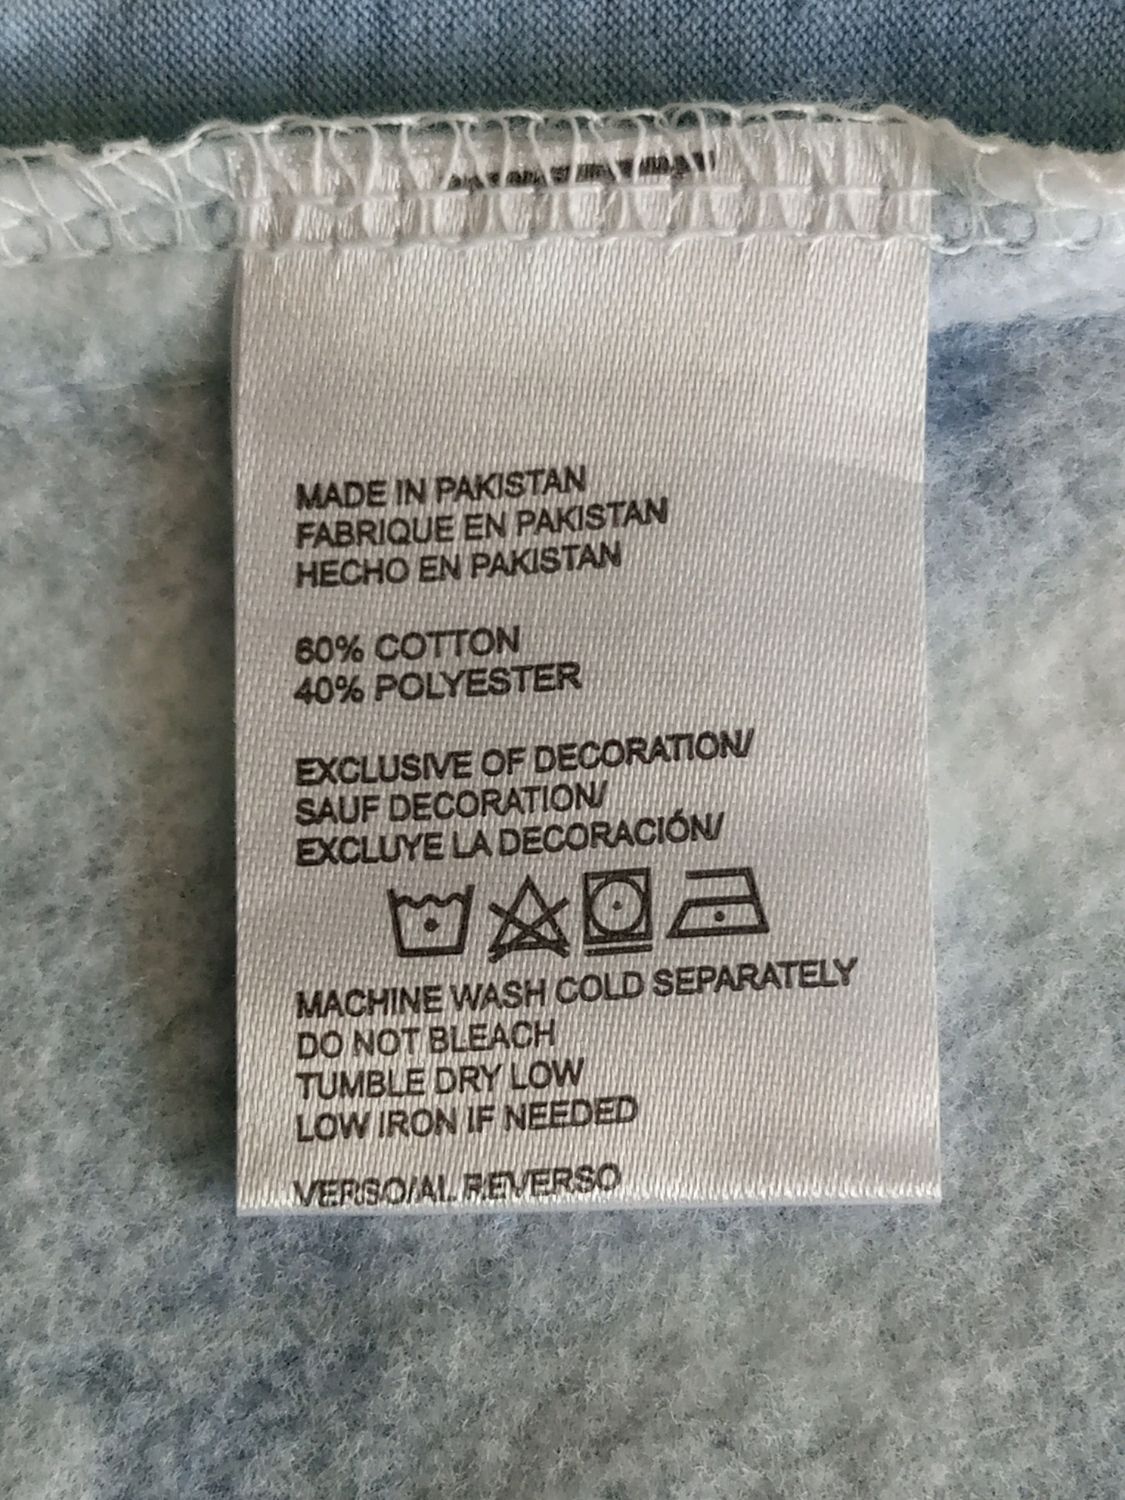 MADE IN PAKISTAN
FABRIQUE EN PAKISTAN
HECHO EN PAKISTAN
60% COTTON
40% POLYESTER
EXCLUSIVE OF DECORATION/
SAUF DECORATION/
EXCLUYE LA DECORACIÓN/
MACHINE WASH COLD SEPARATELY
DO NOT BLEACH
TUMBLE DRY LOW
LOW IRON IF NEEDED
VERSO/AL REVERSO